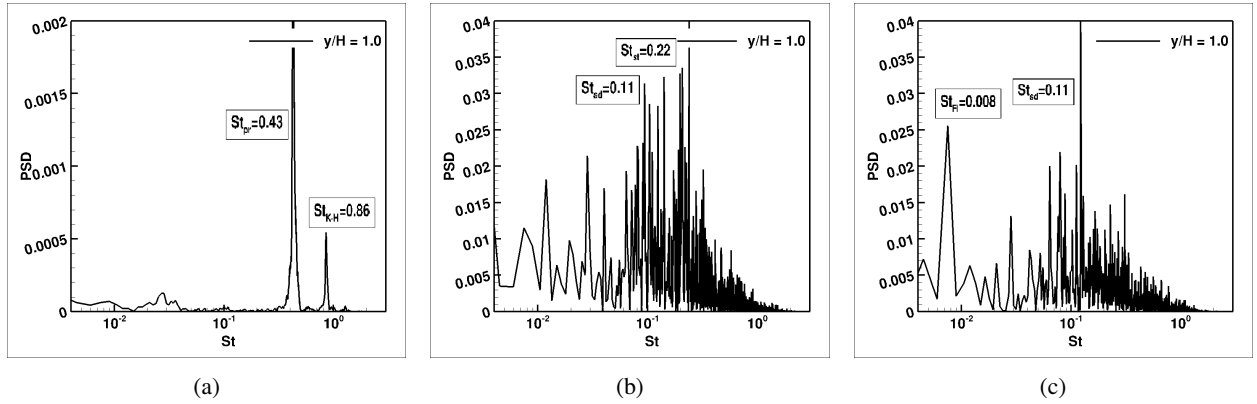 0.002
0.0015
0.001
0.0005
0
PSD
y/H = 1.0
St_pr=0.43
St_K-H=0.86
10^-2
10^-1
10^0
St
(a)
0.04
0.035
0.03
0.025
0.02
0.015
0.01
0.005
0
PSD
y/H = 1.0
St_st=0.22
St_sd=0.11
10^-2
10^-1
10^0
St
(b)
0.04
0.035
0.03
0.025
0.02
0.015
0.01
0.005
0
PSD
y/H = 1.0
St_Fl=0.008
St_sd=0.11
10^-2
10^-1
10^0
St
(c)